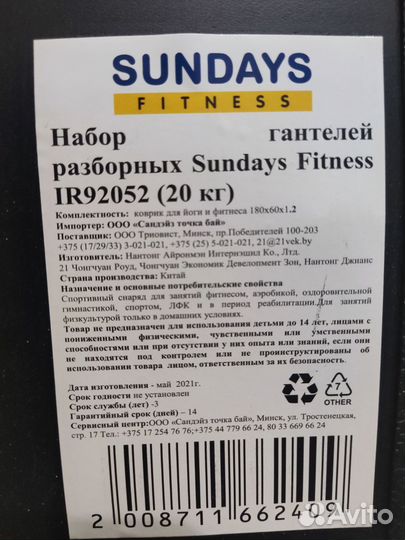 SUNDAYS
FITNESS
Набор гантелей
разборных Sundays Fitness
IR92052 (20 кг)
Комплектность: коврик для йоги и фитнеса 180x60x1.2
Импортер: ООО «Сандэйз точка бай»
Поставщик: ООО Триовист, Минск, пр.Победителей 100-203
+375 (17/29/33) 3-021-021, +375 (25) 5-021-021, 21@21vek.by
Изготовитель: Нантонг Айронмэн Интернэшнл Ко., Лтд.
21 Чонгчуан Роуд, Чонгчуан Экономик Девелопмент Зон, Нантонг, Джианс
Страна производства: Китай
Назначение и основные потребительские свойства
Спортивный снаряд для занятий фитнесом, аэробикой, оздоровительной
гимнастикой, спортом, ЛФК и в период реабилитации.Для занятий
физкультурой только в домашних условиях.
Товар не предназначен для использования детьми до 14 лет, лицами с
пониженными физическими, чувственными или умственными
способностями или при отсутствии у них опыта или знаний, если они
не находятся под контролем или не проинструктированы об
использовании товара лицом, ответственным за их безопасность.
Дата изготовления - май 2021г.
Срок годности не установлен
Срок службы (лет) -3
Гарантийный срок (дней) – 14
Сервисный центр:ООО «Сандэйз точка бай», Минск, ул. Тростенецкая,
стр. 17 Тел.: +375 17 254 76 76;+375 44 779 66 24, 80 33 669 66 24
7
OTHER
2 008711 662409
Avito